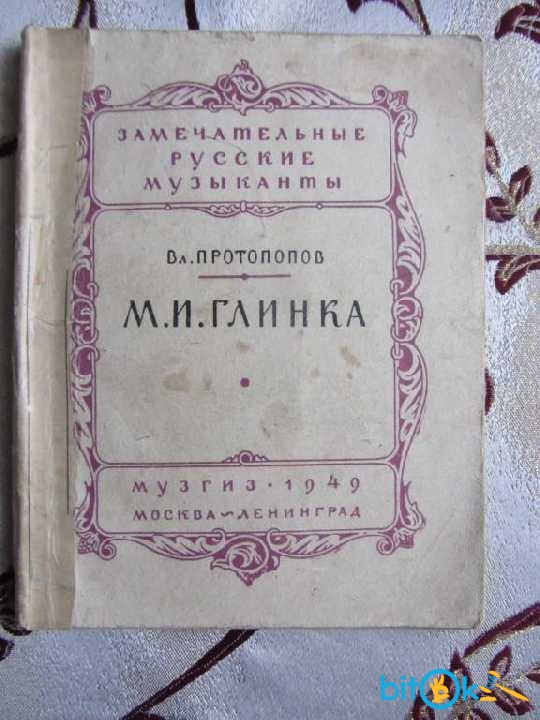 ЗАМЕЧАТЕЛЬНЫЕ
РУССКИЕ
МУЗЫКАНТЫ
Вл. ПРОТОПОПОВ
М.И.ГЛИНКА
МУЗГИЗ · 1949
МОСКВА ~ ЛЕНИНГРАД
bitok